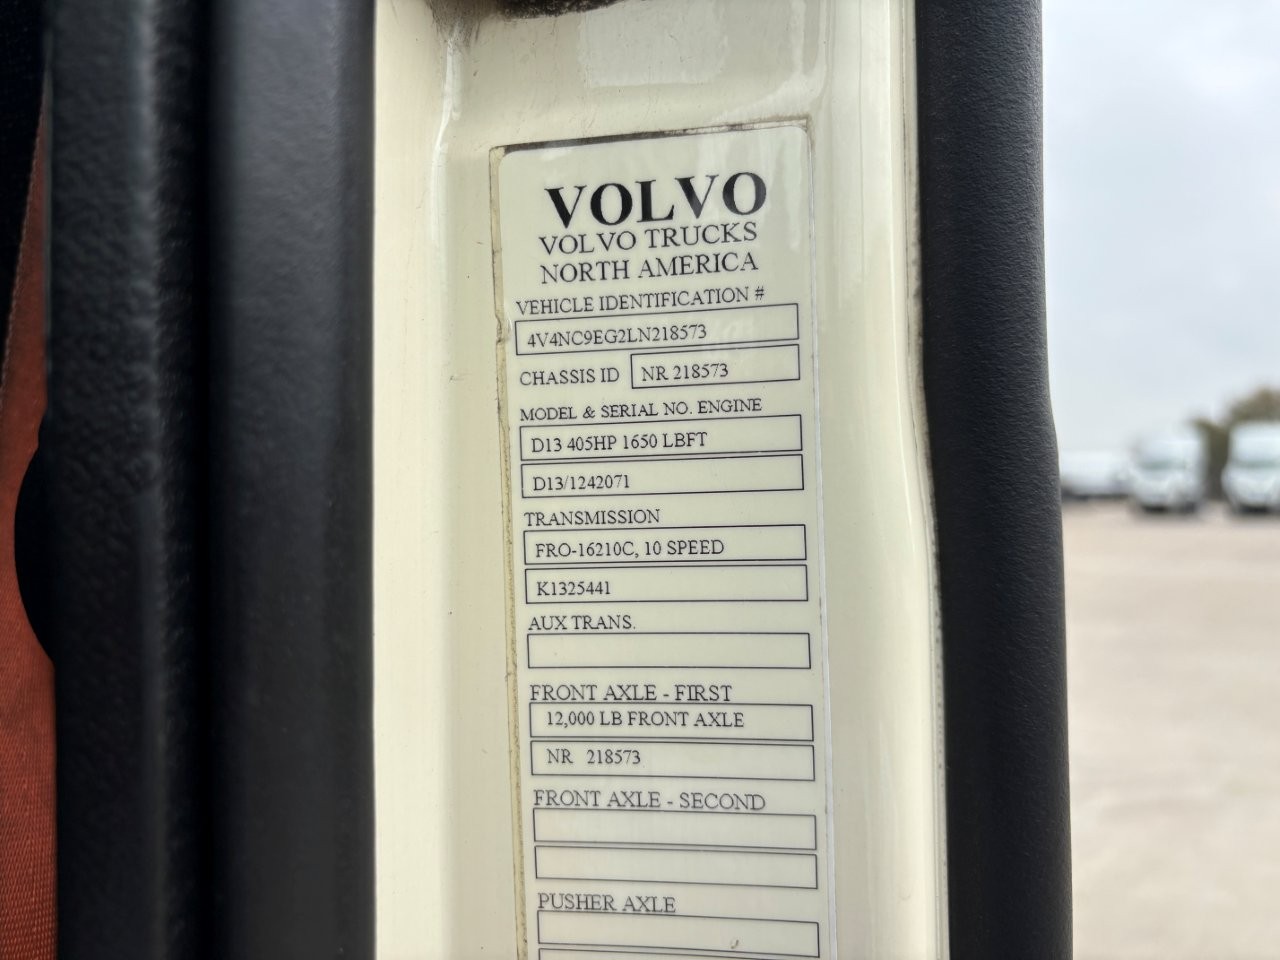 VOLVO
VOLVO TRUCKS
NORTH AMERICA
VEHICLE IDENTIFICATION #
4V4NC9EG2LN218573
CHASSIS ID NR 218573
MODEL & SERIAL NO. ENGINE
D13 405HP 1650 LBFT
D13/1242071
TRANSMISSION
FRO-16210C, 10 SPEED
K1325441
AUX TRANS.
FRONT AXLE - FIRST
12,000 LB FRONT AXLE
NR 218573
FRONT AXLE - SECOND
PUSHER AXLE